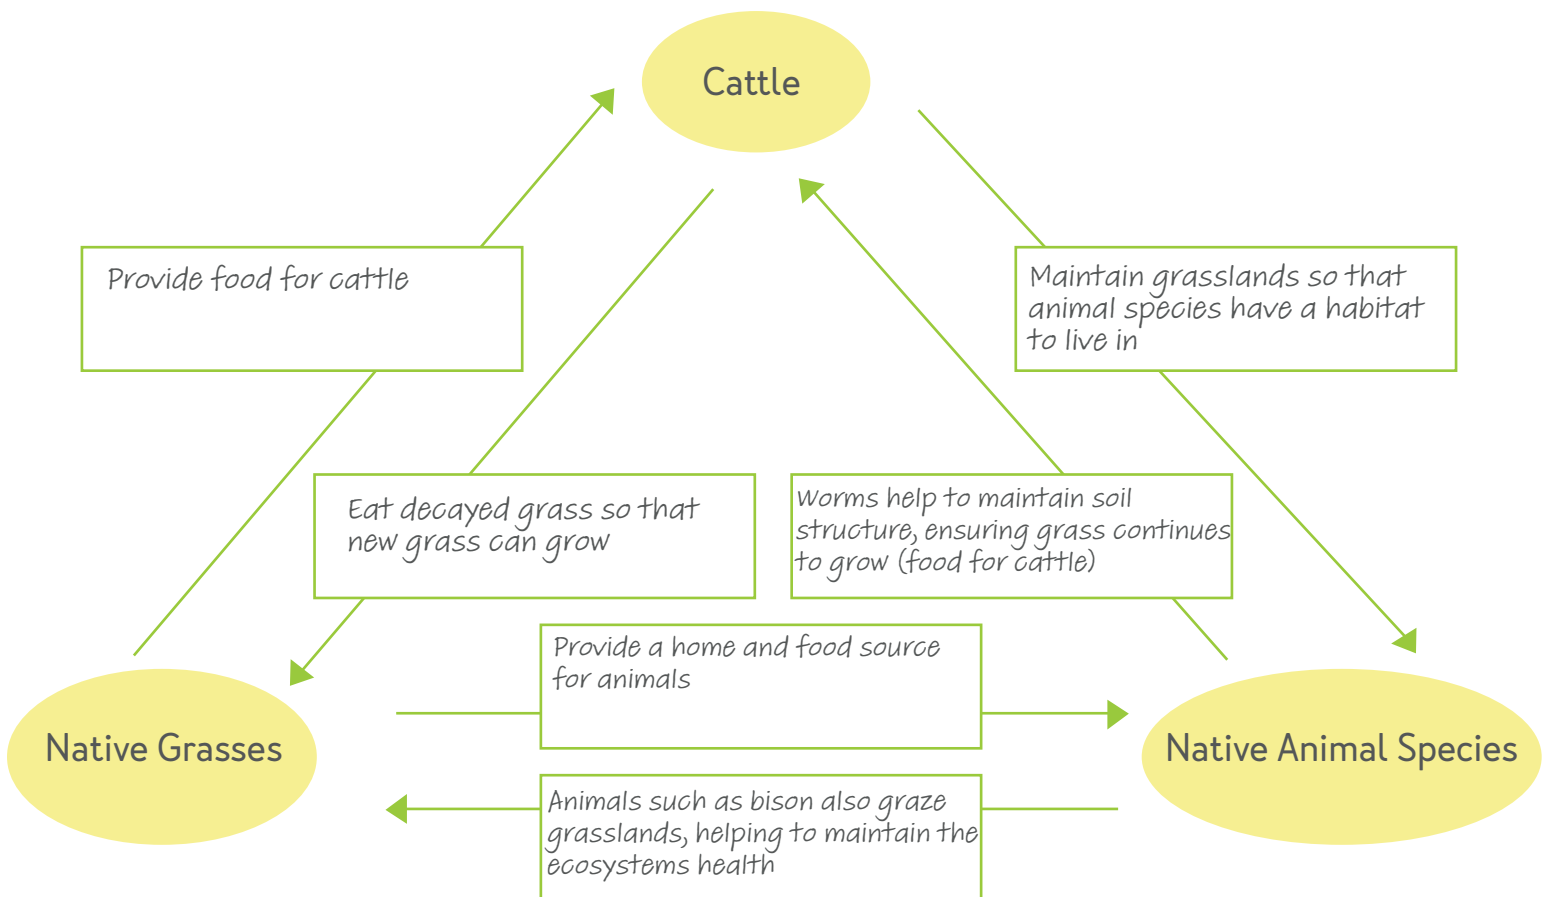 Cattle
Provide food for cattle
Maintain grasslands so that
animal species have a habitat
to live in
Eat decayed grass so that
new grass can grow
Worms help to maintain soil
structure, ensuring grass continues
to grow (food for cattle)
Provide a home and food source
for animals
Native Grasses
Native Animal Species
Animals such as bison also graze
grasslands, helping to maintain the
ecosystems health